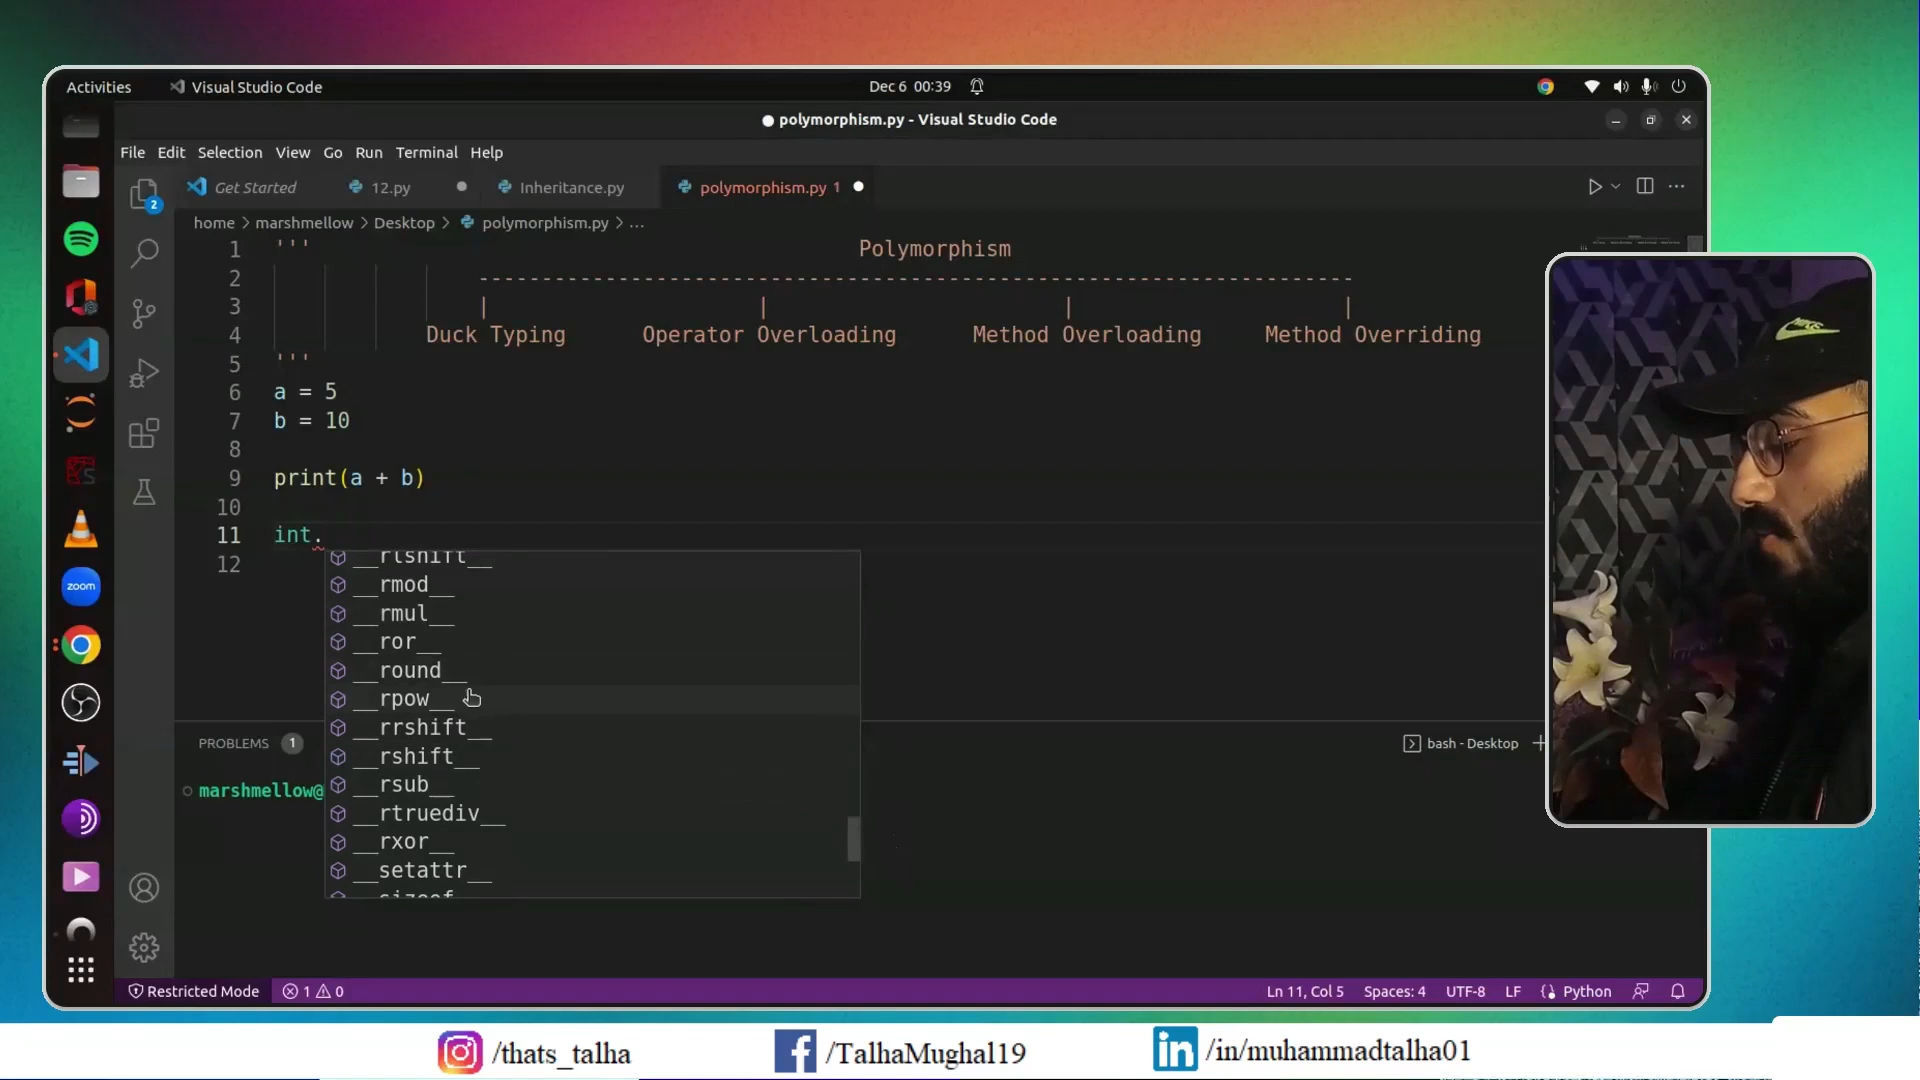 Activities Visual Studio Code Dec 6 00:39
polymorphism.py - Visual Studio Code
File Edit Selection View Go Run Terminal Help
Get Started 12.py Inheritance.py polymorphism.py 1
2
home > marshmellow > Desktop > polymorphism.py > ...
1 ''' Polymorphism
2 ---------------------------------------------------------------------
3 | | | |
4 Duck Typing Operator Overloading Method Overloading Method Overriding
5 '''
6 a = 5
7 b = 10
8
9 print(a + b)
10
11 int.
12
__rlshift__
__rmod__
__rmul__
__ror__
__round__
__rpow__
__rrshift__
__rshift__
__rsub__
__rtruediv__
__rxor__
__setattr__
__sizeof__
zoom
PROBLEMS 1 bash - Desktop
marshmellow@
Restricted Mode 1 0 Ln 11, Col 5 Spaces: 4 UTF-8 LF Python
/thats_talha /TalhaMughal19 /in/muhammadtalha01